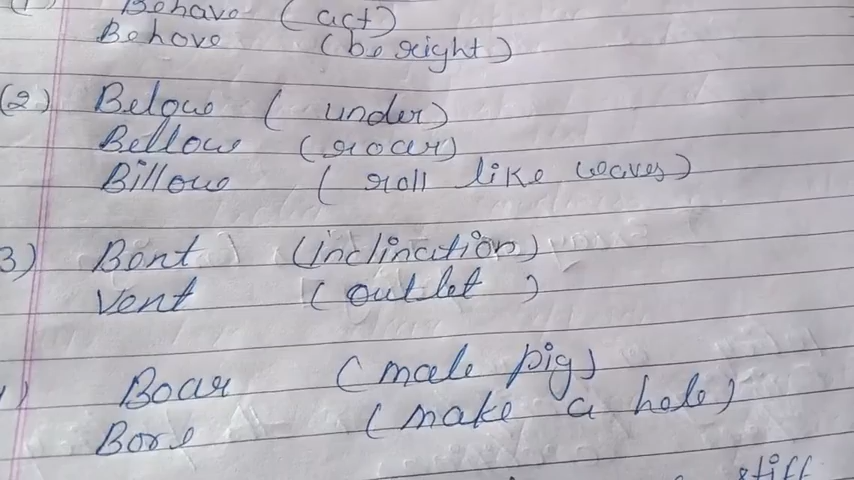 (1) Behave (act)
Behove (be right)
(2) Below (under)
Bellow (roar)
Billow (roll like waves)
3) Bent (inclination)
Vent (outlet)
) Boar (male pig)
Bore (make a hole)
stiff